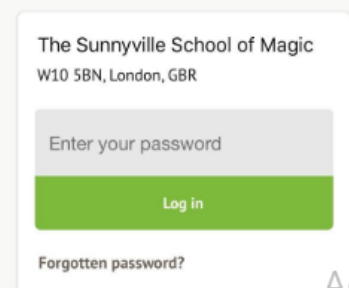 The Sunnyville School of Magic
W10 5BN, London, GBR
Enter your password
Log in
Forgotten password?